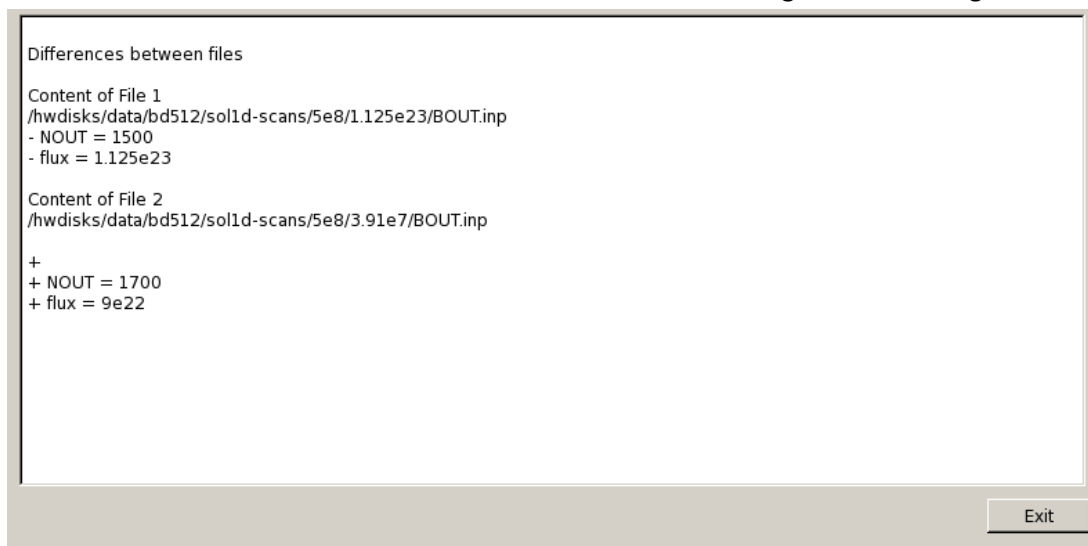 Differences between files
Content of File 1
/hwdisks/data/bd512/sol1d-scans/5e8/1.125e23/BOUT.inp
- NOUT = 1500
- flux = 1.125e23
Content of File 2
/hwdisks/data/bd512/sol1d-scans/5e8/3.91e7/BOUT.inp
+
+ NOUT = 1700
+ flux = 9e22
Exit